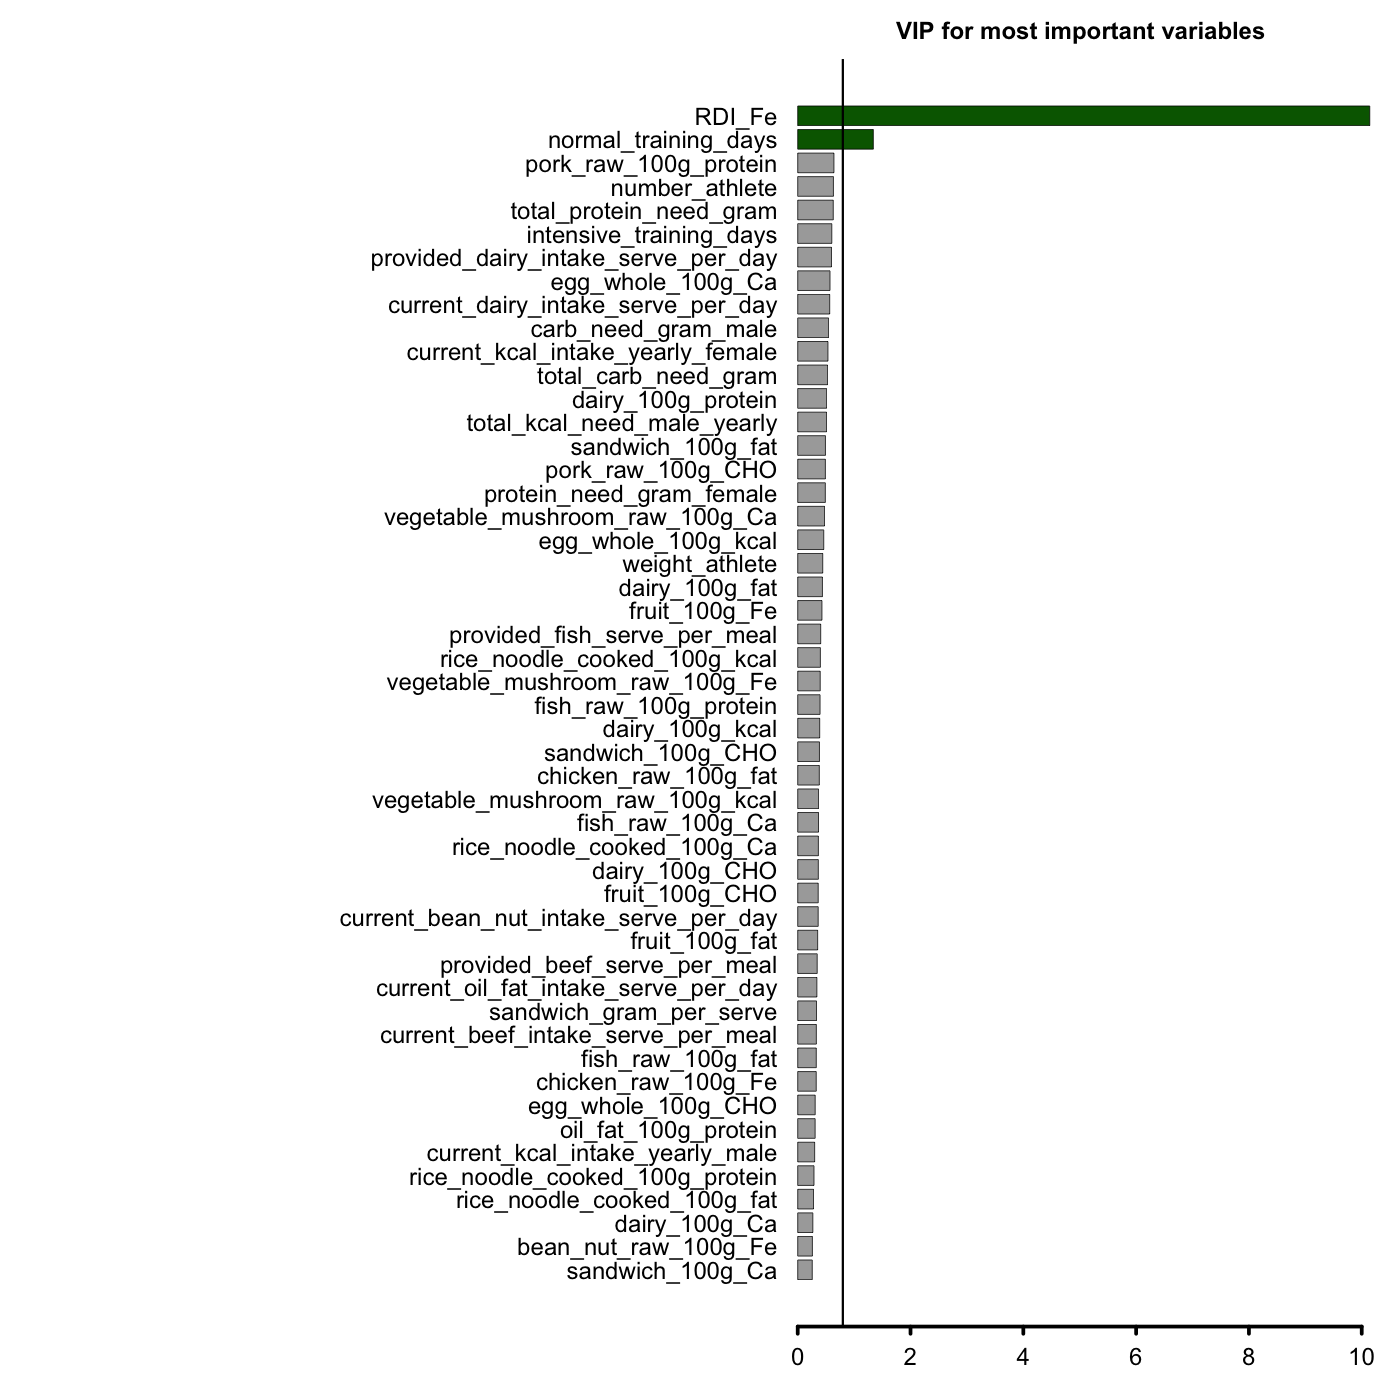 VIP for most important variables
RDI_Fe
normal_training_days
pork_raw_100g_protein
number_athlete
total_protein_need_gram
intensive_training_days
provided_dairy_intake_serve_per_day
egg_whole_100g_Ca
current_dairy_intake_serve_per_day
carb_need_gram_male
current_kcal_intake_yearly_female
total_carb_need_gram
dairy_100g_protein
total_kcal_need_male_yearly
sandwich_100g_fat
pork_raw_100g_CHO
protein_need_gram_female
vegetable_mushroom_raw_100g_Ca
egg_whole_100g_kcal
weight_athlete
dairy_100g_fat
fruit_100g_Fe
provided_fish_serve_per_meal
rice_noodle_cooked_100g_kcal
vegetable_mushroom_raw_100g_Fe
fish_raw_100g_protein
dairy_100g_kcal
sandwich_100g_CHO
chicken_raw_100g_fat
vegetable_mushroom_raw_100g_kcal
fish_raw_100g_Ca
rice_noodle_cooked_100g_Ca
dairy_100g_CHO
fruit_100g_CHO
current_bean_nut_intake_serve_per_day
fruit_100g_fat
provided_beef_serve_per_meal
current_oil_fat_intake_serve_per_day
sandwich_gram_per_serve
current_beef_intake_serve_per_meal
fish_raw_100g_fat
chicken_raw_100g_Fe
egg_whole_100g_CHO
oil_fat_100g_protein
current_kcal_intake_yearly_male
rice_noodle_cooked_100g_protein
rice_noodle_cooked_100g_fat
dairy_100g_Ca
bean_nut_raw_100g_Fe
sandwich_100g_Ca
0 2 4 6 8 10